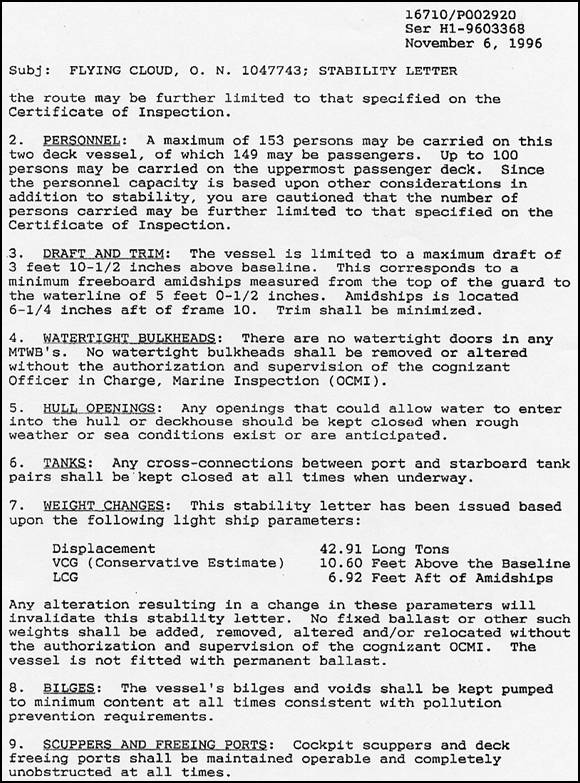 16710/P002920
Ser H1-9603368
November 6, 1996
Subj: FLYING CLOUD, O. N. 1047743; STABILITY LETTER
the route may be further limited to that specified on the
Certificate of Inspection.
2. PERSONNEL: A maximum of 153 persons may be carried on this
two deck vessel, of which 149 may be passengers. Up to 100
persons may be carried on the uppermost passenger deck. Since
the personnel capacity is based upon other considerations in
addition to stability, you are cautioned that the number of
persons carried may be further limited to that specified on the
Certificate of Inspection.
3. DRAFT AND TRIM: The vessel is limited to a maximum draft of
3 feet 10-1/2 inches above baseline. This corresponds to a
minimum freeboard amidships measured from the top of the guard to
the waterline of 5 feet 0-1/2 inches. Amidships is located
6-1/4 inches aft of frame 10. Trim shall be minimized.
4. WATERTIGHT BULKHEADS: There are no watertight doors in any
MTWB's. No watertight bulkheads shall be removed or altered
without the authorization and supervision of the cognizant
Officer in Charge, Marine Inspection (OCMI).
5. HULL OPENINGS: Any openings that could allow water to enter
into the hull or deckhouse should be kept closed when rough
weather or sea conditions exist or are anticipated.
6. TANKS: Any cross-connections between port and starboard tank
pairs shall be kept closed at all times when underway.
7. WEIGHT CHANGES: This stability letter has been issued based
upon the following light ship parameters:
Displacement 42.91 Long Tons
VCG (Conservative Estimate) 10.60 Feet Above the Baseline
LCG 6.92 Feet Aft of Amidships
Any alteration resulting in a change in these parameters will
invalidate this stability letter. No fixed ballast or other such
weights shall be added, removed, altered and/or relocated without
the authorization and supervision of the cognizant OCMI. The
vessel is not fitted with permanent ballast.
8. BILGES: The vessel's bilges and voids shall be kept pumped
to minimum content at all times consistent with pollution
prevention requirements.
9. SCUPPERS AND FREEING PORTS: Cockpit scuppers and deck
freeing ports shall be maintained operable and completely
unobstructed at all times.